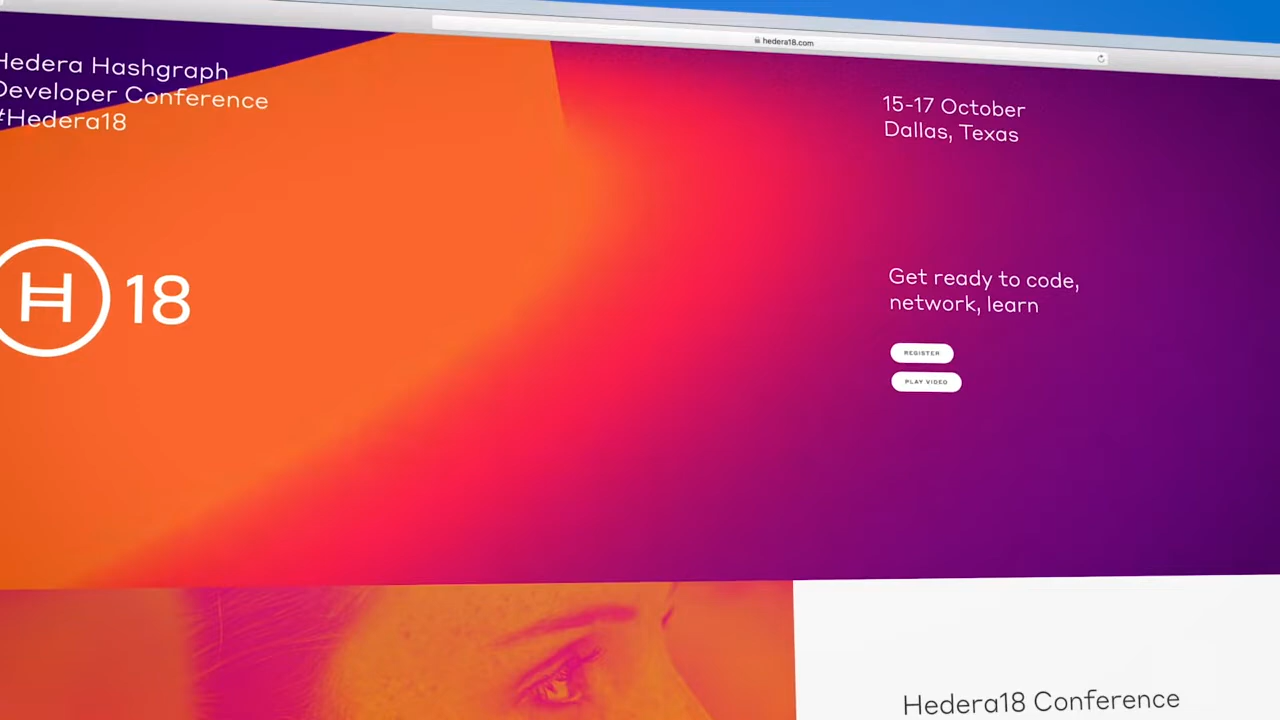 hedera18.com
Hedera Hashgraph
Developer Conference
#Hedera18
15-17 October
Dallas, Texas
H 18
Get ready to code,
network, learn
REGISTER
PLAY VIDEO
Hedera18 Conference